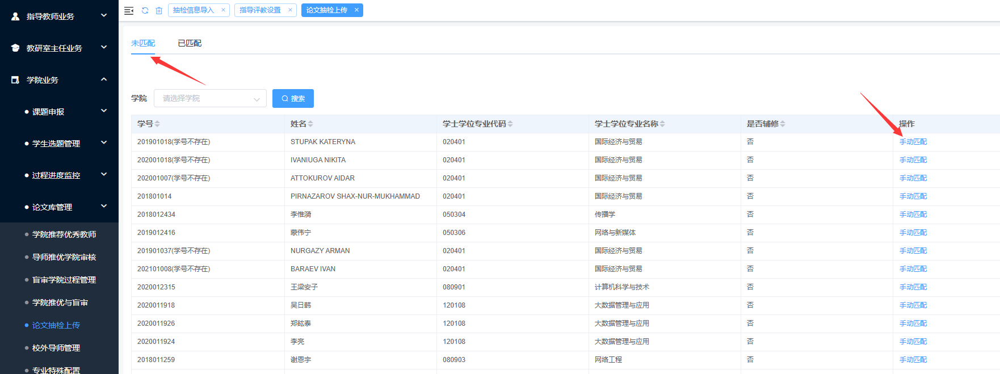 指导教师业务
教研室主任业务
学院业务
课题申报
学生选题管理
过程进度监控
论文库管理
学院推荐优秀教师
导师推优学院审核
盲审学院过程管理
学院推优与盲审
论文抽检上传
校外导师管理
专业特殊配置
抽检信息导入 × 指导评教设置 × 论文抽检上传 ×
未匹配 已匹配
学院 请选择学院 搜索
学号 姓名 学士学位专业代码 学士学位专业名称 是否辅修 操作
201901018(学号不存在) STUPAK KATERYNA 020401 国际经济与贸易 否 手动匹配
202001018(学号不存在) IVANIUGA NIKITA 020401 国际经济与贸易 否 手动匹配
202001007(学号不存在) ATTOKUROV AIDAR 020401 国际经济与贸易 否 手动匹配
201801014 PIRNAZAROV SHAX-NUR-MUKHAMMAD 020401 国际经济与贸易 否 手动匹配
2018012434 李惟漪 050304 传播学 否 手动匹配
2019012416 蒙伟宁 050306 网络与新媒体 否 手动匹配
201901037(学号不存在) NURGAZY ARMAN 020401 国际经济与贸易 否 手动匹配
202101008(学号不存在) BARAEV IVAN 020401 国际经济与贸易 否 手动匹配
2020012315 王梁安子 080901 计算机科学与技术 否 手动匹配
2020011918 吴日韩 120108 大数据管理与应用 否 手动匹配
2020011926 郑鉉泰 120108 大数据管理与应用 否 手动匹配
2020011924 李亮 120108 大数据管理与应用 否 手动匹配
2018011259 谢恩宇 080903 网络工程 否 手动匹配